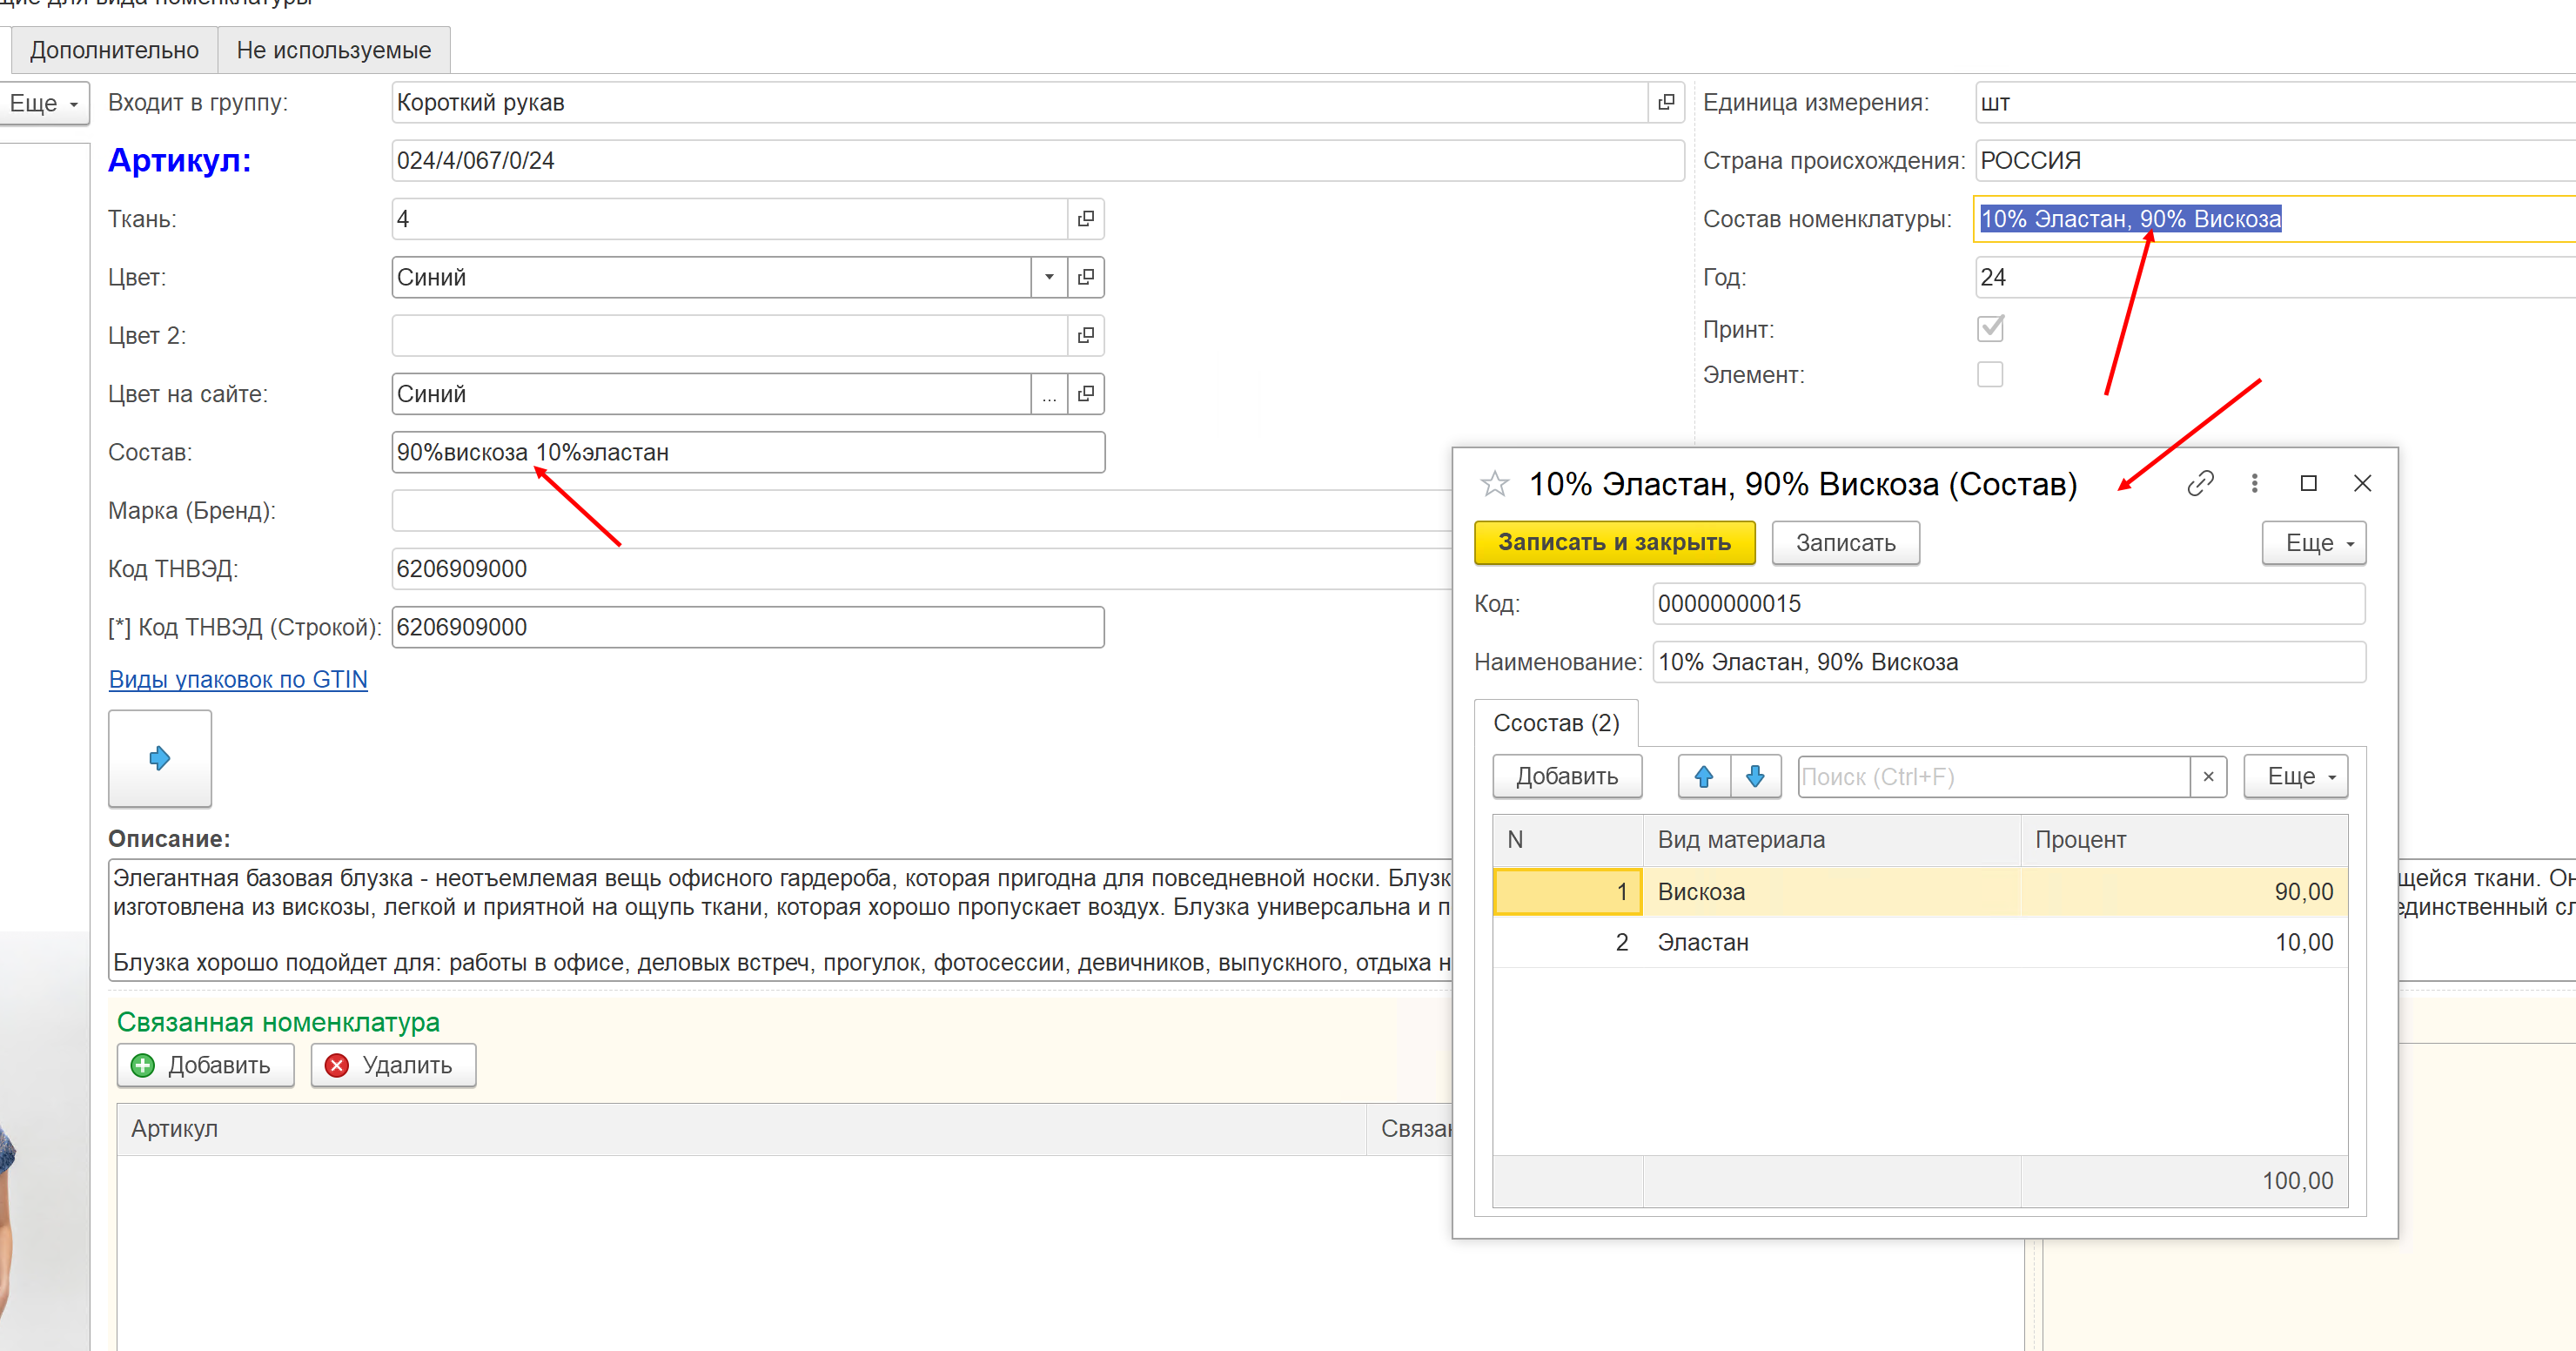 щие для вида номенклатуры
Дополнительно
Не используемые
Еще
Входит в группу:
Короткий рукав
Артикул:
024/4/067/0/24
Ткань:
4
Цвет:
Синий
Цвет 2:
Цвет на сайте:
Синий
...
Состав:
90%вискоза 10%эластан
Марка (Бренд):
Код ТНВЭД:
6206909000
[*] Код ТНВЭД (Строкой):
6206909000
Виды упаковок по GTIN
Единица измерения:
шт
Страна происхождения:
РОССИЯ
Состав номенклатуры:
10% Эластан, 90% Вискоза
Год:
24
Принт:
Элемент:
Описание:
Элегантная базовая блузка - неотъемлемая вещь офисного гардероба, которая пригодна для повседневной носки. Блузк
щейся ткани. Он
изготовлена из вискозы, легкой и приятной на ощупь ткани, которая хорошо пропускает воздух. Блузка универсальна и п
единственный сл
Блузка хорошо подойдет для: работы в офисе, деловых встреч, прогулок, фотосессии, девичников, выпускного, отдыха н
Связанная номенклатура
Добавить
Удалить
Артикул
Связан
10% Эластан, 90% Вискоза (Состав)
Записать и закрыть
Записать
Еще
Код:
00000000015
Наименование:
10% Эластан, 90% Вискоза
Ссостав (2)
Добавить
Поиск (Ctrl+F)
×
Еще
N
Вид материала
Процент
1
Вискоза
90,00
2
Эластан
10,00
100,00